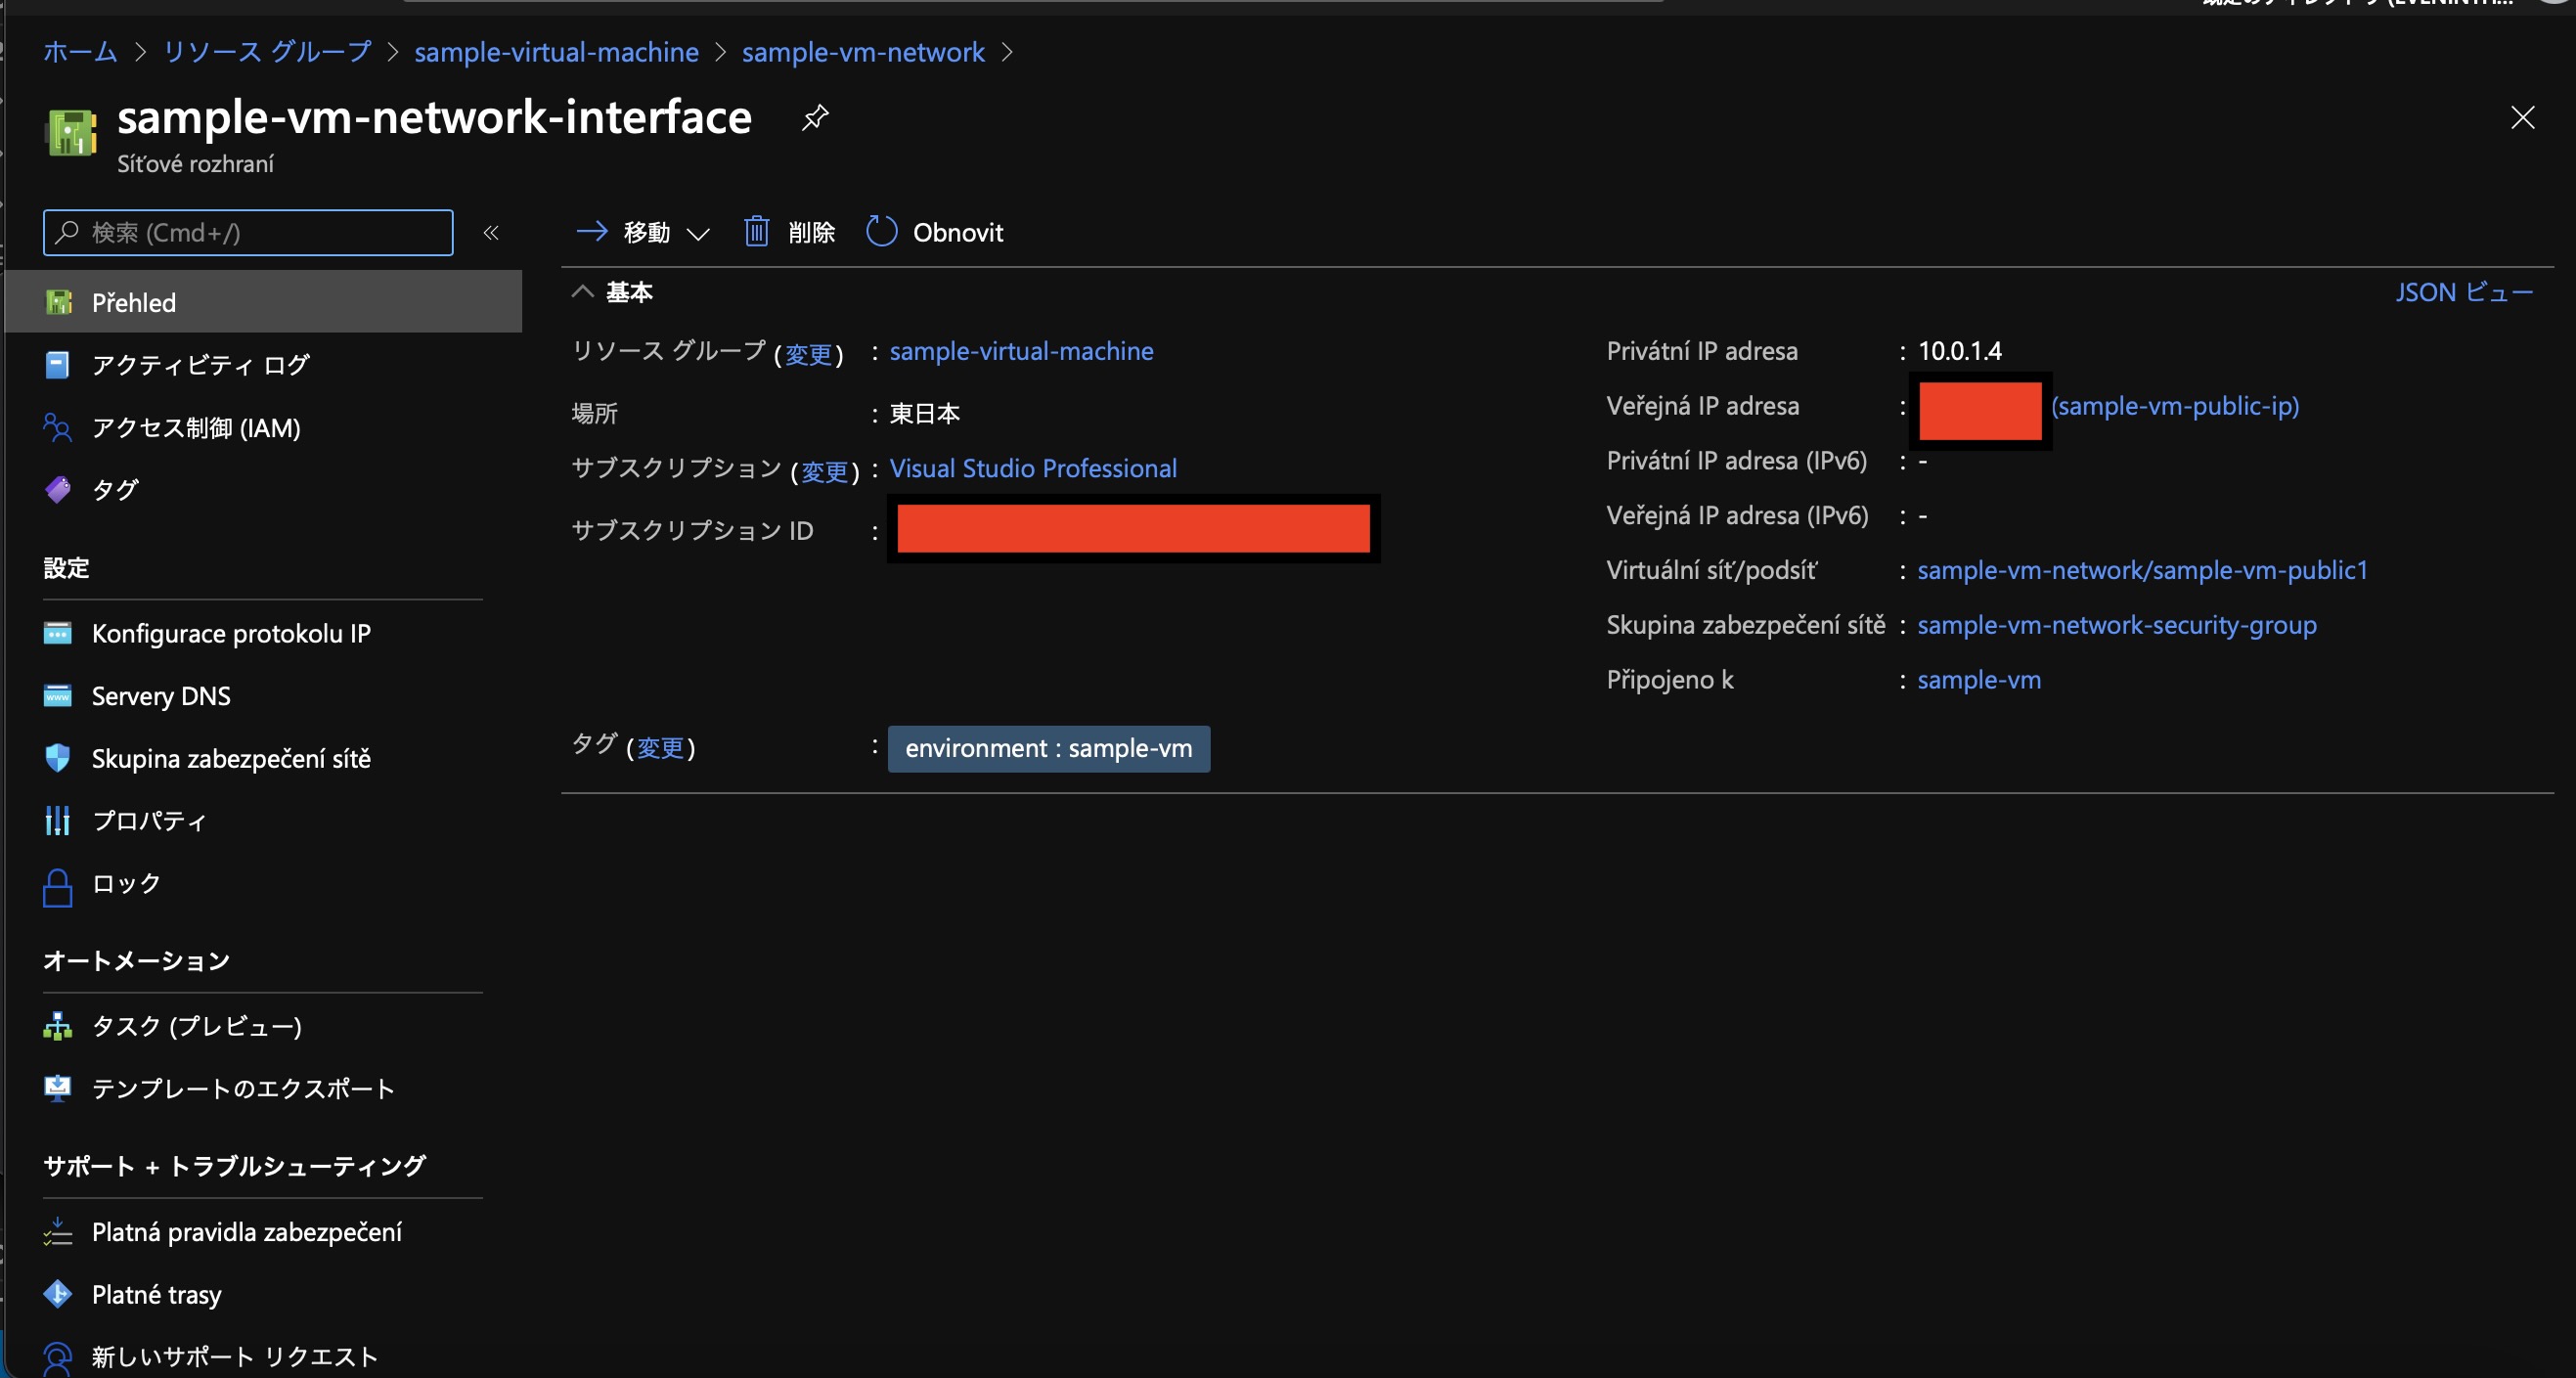 ホーム > リソース グループ > sample-virtual-machine > sample-vm-network >
sample-vm-network-interface
Síťové rozhraní
検索 (Cmd+/)
«
移動
削除
Obnovit
Přehled
アクティビティ ログ
アクセス制御 (IAM)
タグ
設定
Konfigurace protokolu IP
Servery DNS
Skupina zabezpečení sítě
プロパティ
ロック
オートメーション
タスク (プレビュー)
テンプレートのエクスポート
サポート + トラブルシューティング
Platná pravidla zabezpečení
Platné trasy
新しいサポート リクエスト
基本
JSON ビュー
リソース グループ (変更) : sample-virtual-machine
場所 : 東日本
サブスクリプション (変更) : Visual Studio Professional
サブスクリプション ID :
Privátní IP adresa : 10.0.1.4
Veřejná IP adresa : (sample-vm-public-ip)
Privátní IP adresa (IPv6) : -
Veřejná IP adresa (IPv6) : -
Virtuální síť/podsíť : sample-vm-network/sample-vm-public1
Skupina zabezpečení sítě : sample-vm-network-security-group
Připojeno k : sample-vm
タグ (変更) : environment : sample-vm